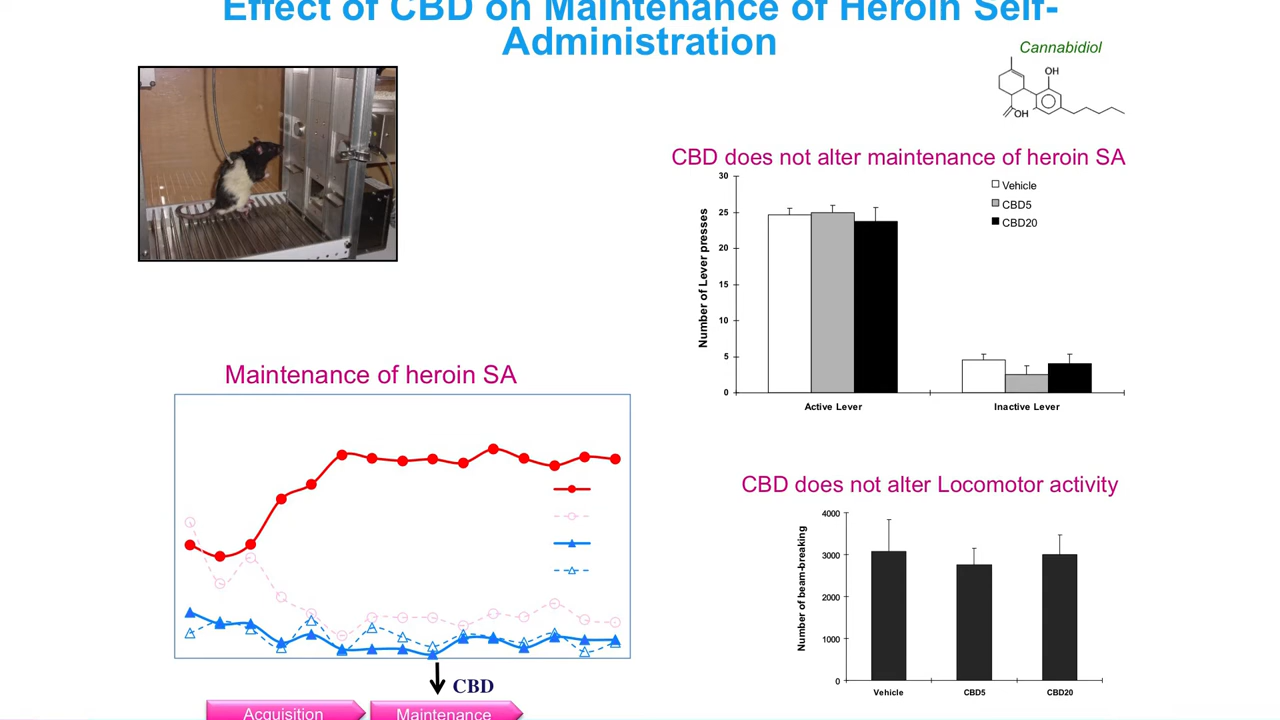 Effect of CBD on Maintenance of Heroin Self-
Administration
Cannabidiol
OH
OH
CBD does not alter maintenance of heroin SA
30
25
20
15
10
5
0
Number of Lever presses
Vehicle
CBD5
CBD20
Active Lever
Inactive Lever
Maintenance of heroin SA
CBD
Acquisition
Maintenance
CBD does not alter Locomotor activity
4000
3000
2000
1000
0
Number of beam-breaking
Vehicle
CBD5
CBD20